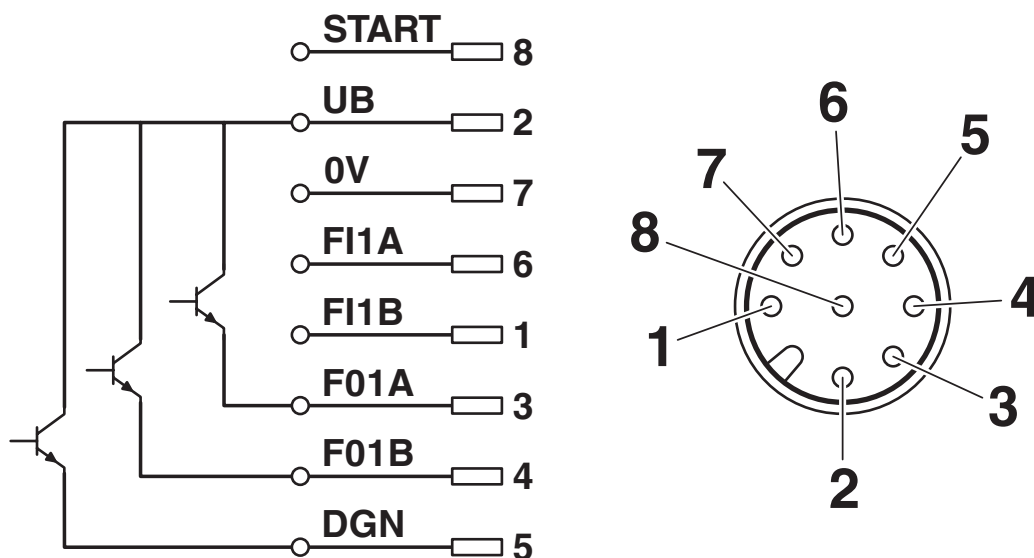 START 8
UB 2
0V 7
FI1A 6
FI1B 1
F01A 3
F01B 4
DGN 5
6
7 5
8
1 4
3
2